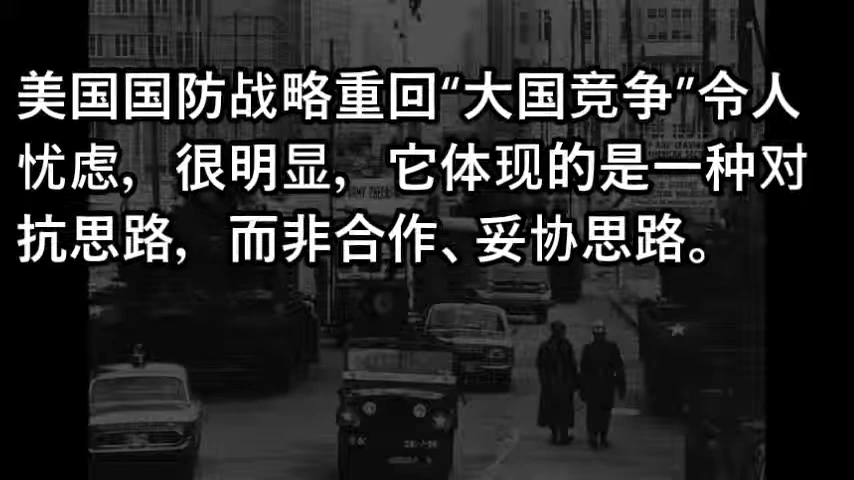 美国国防战略重回“大国竞争”令人
忧虑，很明显，它体现的是一种对
抗思路，而非合作、妥协思路。